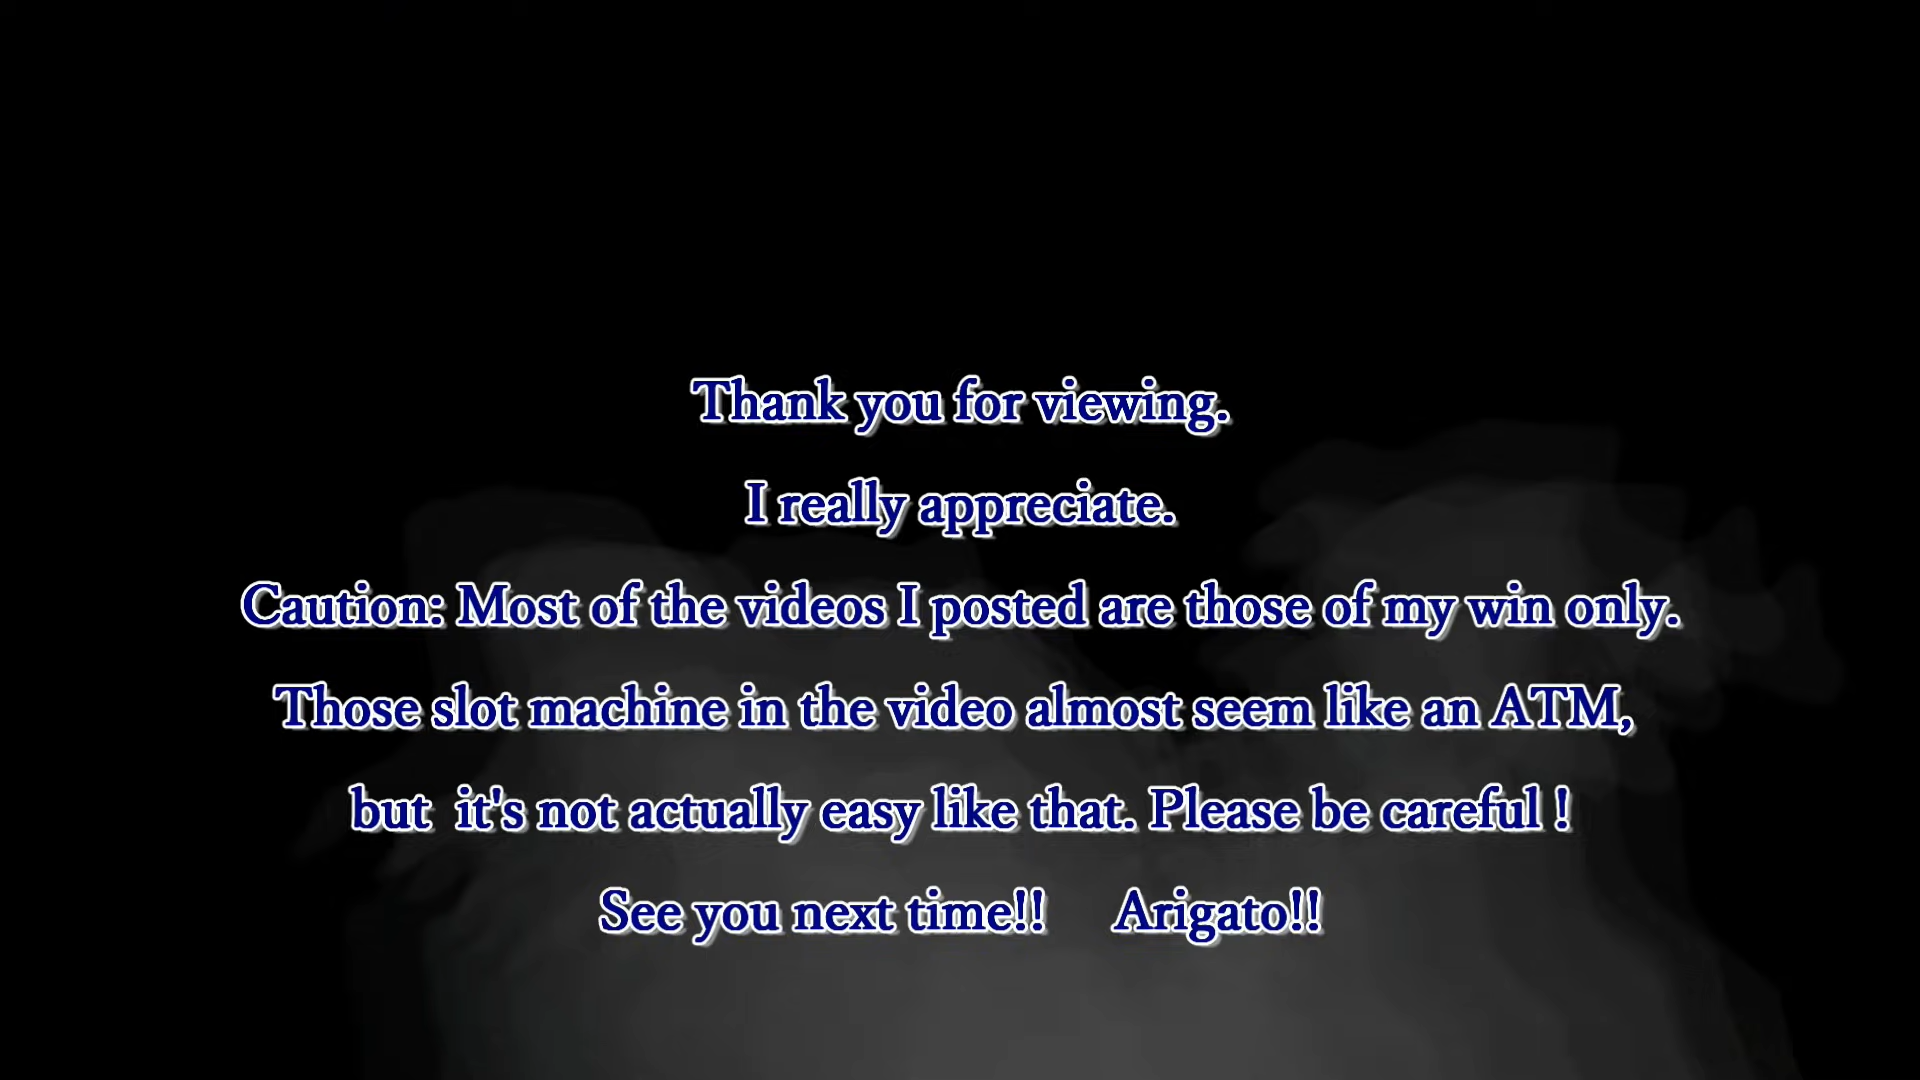 Thank you for viewing.
I really appreciate.
Caution: Most of the videos I posted are those of my win only.
Those slot machine in the video almost seem like an ATM,
but  it's not actually easy like that. Please be careful !
See you next time!!     Arigato!!